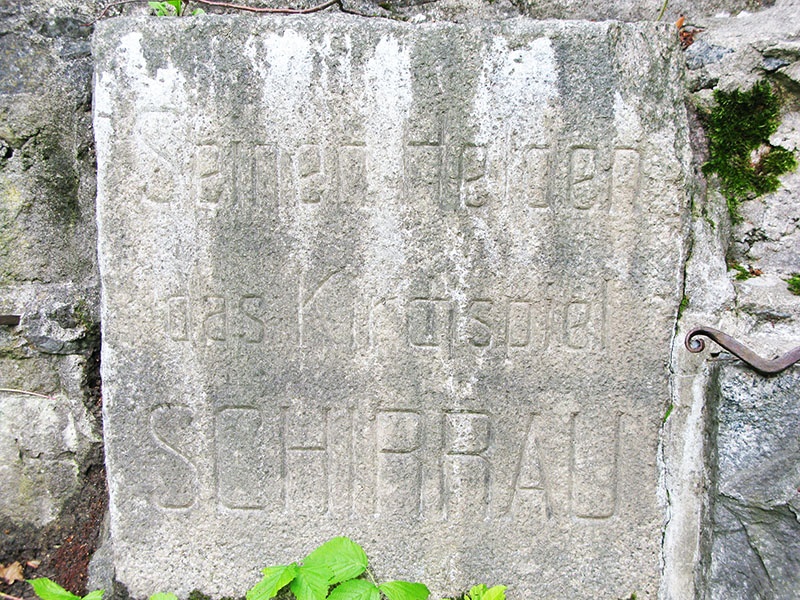 Seinen Helden
das Kirchspiel
SCHIRRAU